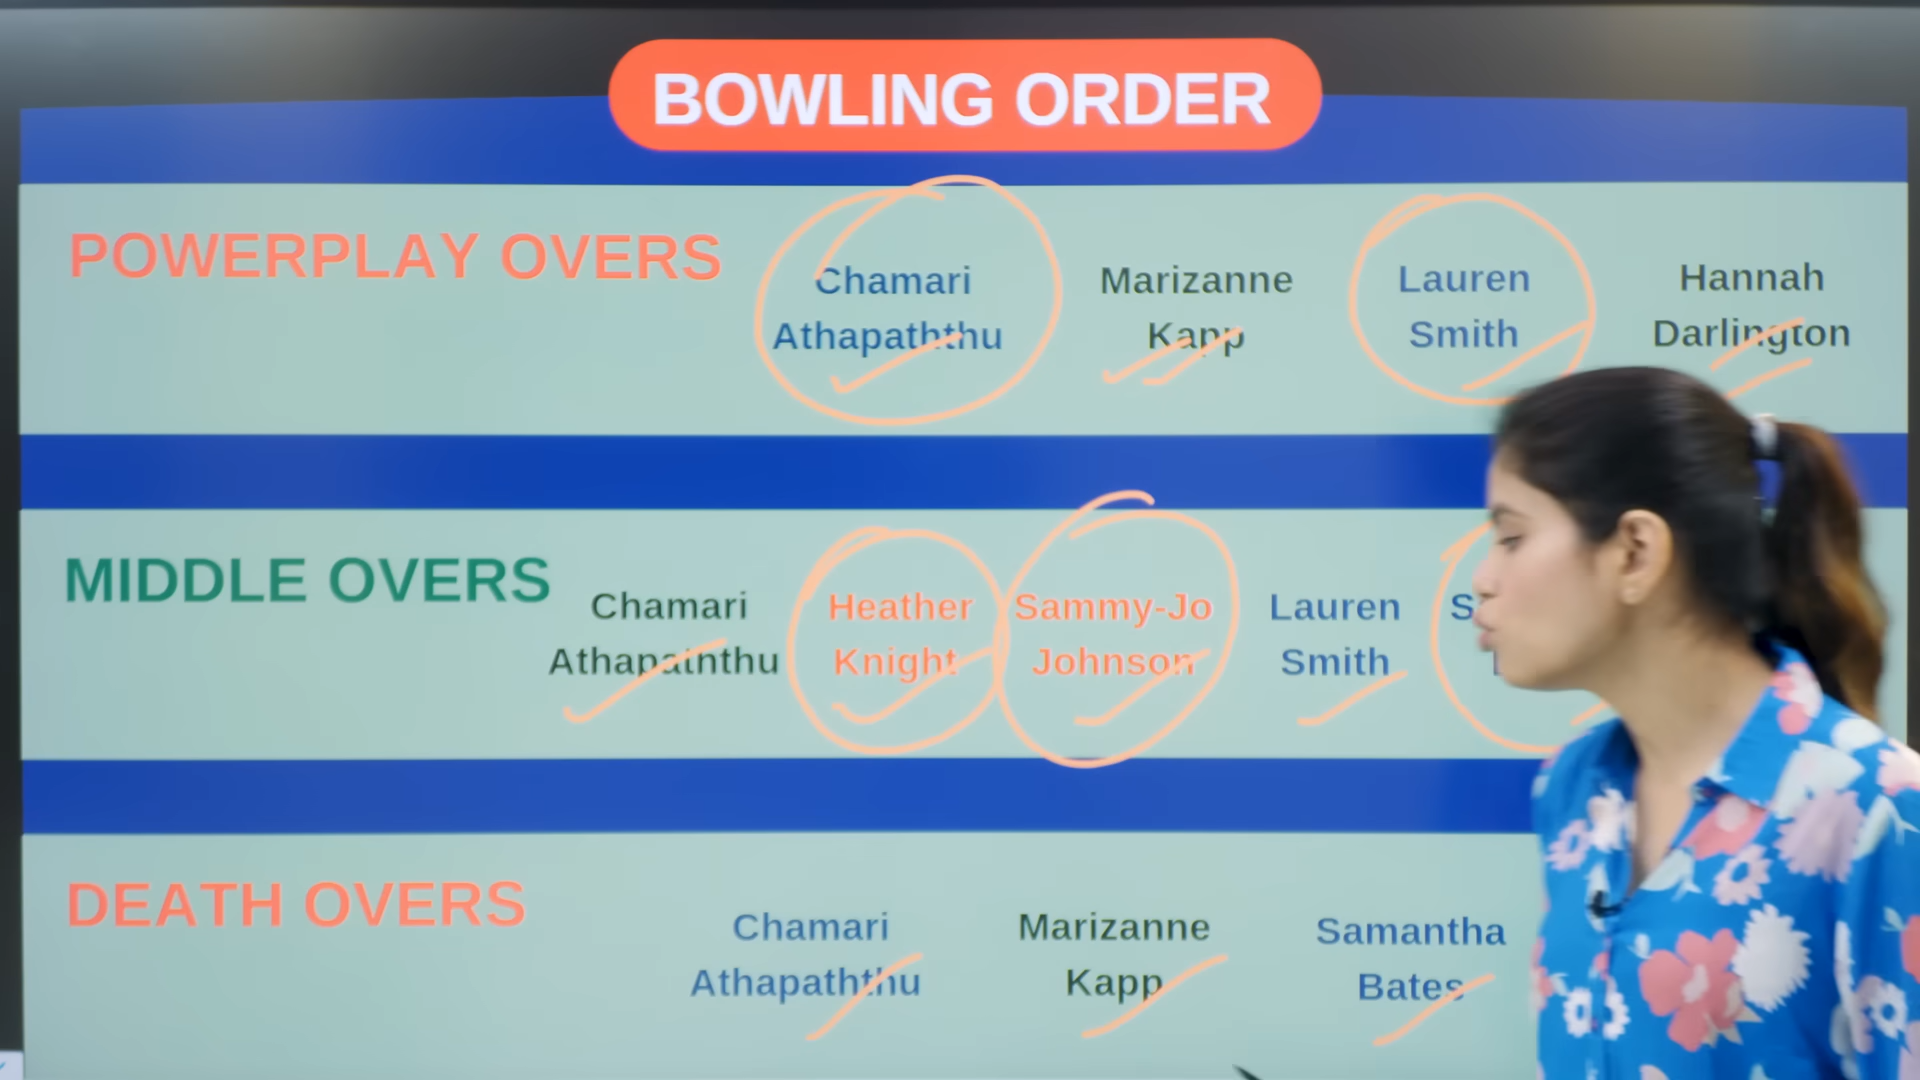 BOWLING ORDER
POWERPLAY OVERS
Chamari
Athapaththu
Marizanne
Kapp
Lauren
Smith
Hannah
Darlington
MIDDLE OVERS
Chamari
Athapaththu
Heather
Knight
Sammy-Jo
Johnson
Lauren
Smith
DEATH OVERS
Chamari
Athapaththu
Marizanne
Kapp
Samantha
Bates